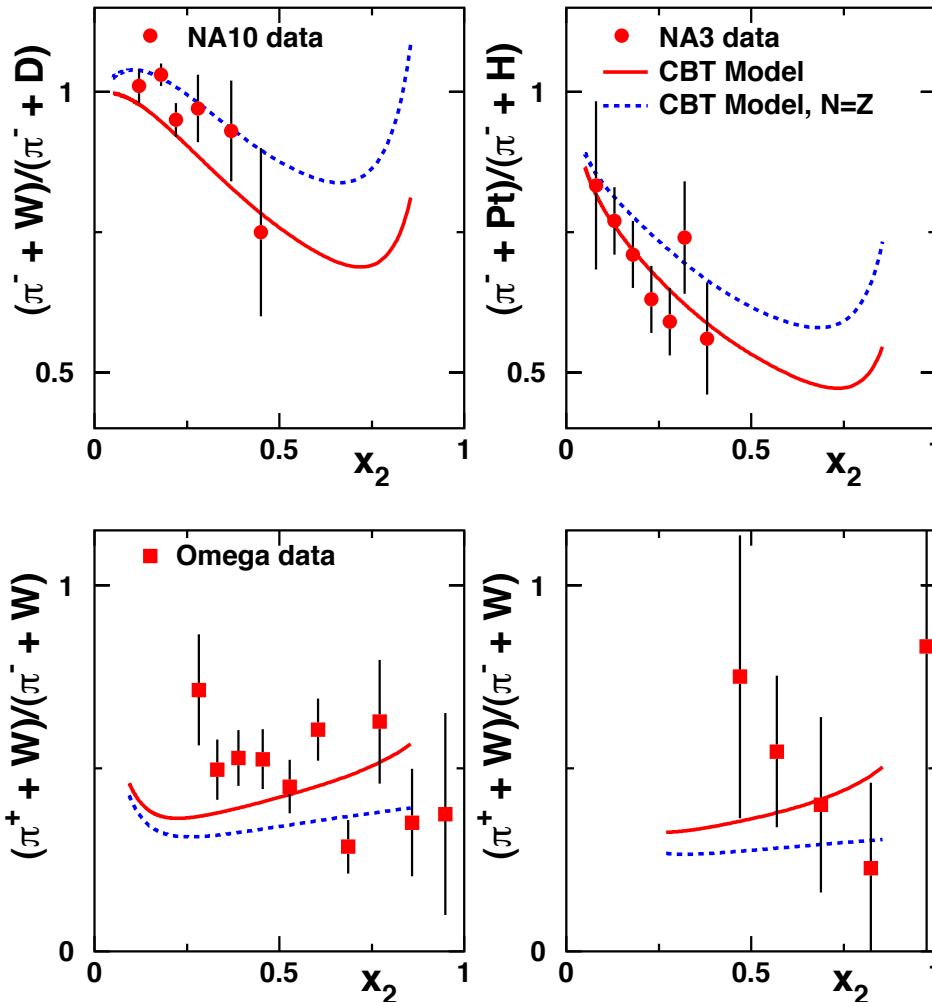 NA10 data
(π⁻ + W)/(π⁻ + D)
1
0.5
0
0.5
1
x₂
NA3 data
CBT Model
CBT Model, N=Z
(π⁻ + Pt)/(π⁻ + H)
1
0.5
0
0.5
1
x₂
Omega data
(π⁺ + W)/(π⁻ + W)
1
0
0
0.5
1
x₂
(π⁺ + W)/(π⁻ + W)
1
0
0
0.5
1
x₂